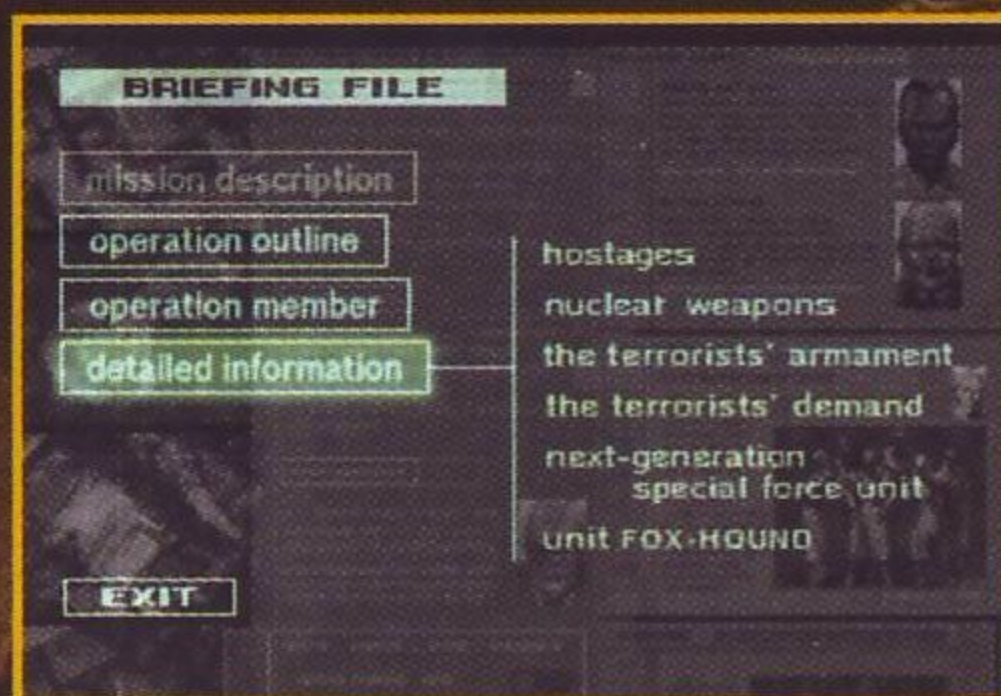 BRIEFING FILE
mission description
operation outline
operation member
detailed information
hostages
nuclear weapons
the terrorists' armament
the terrorists' demand
next-generation
special force unit
unit FOX-HOUND
EXIT